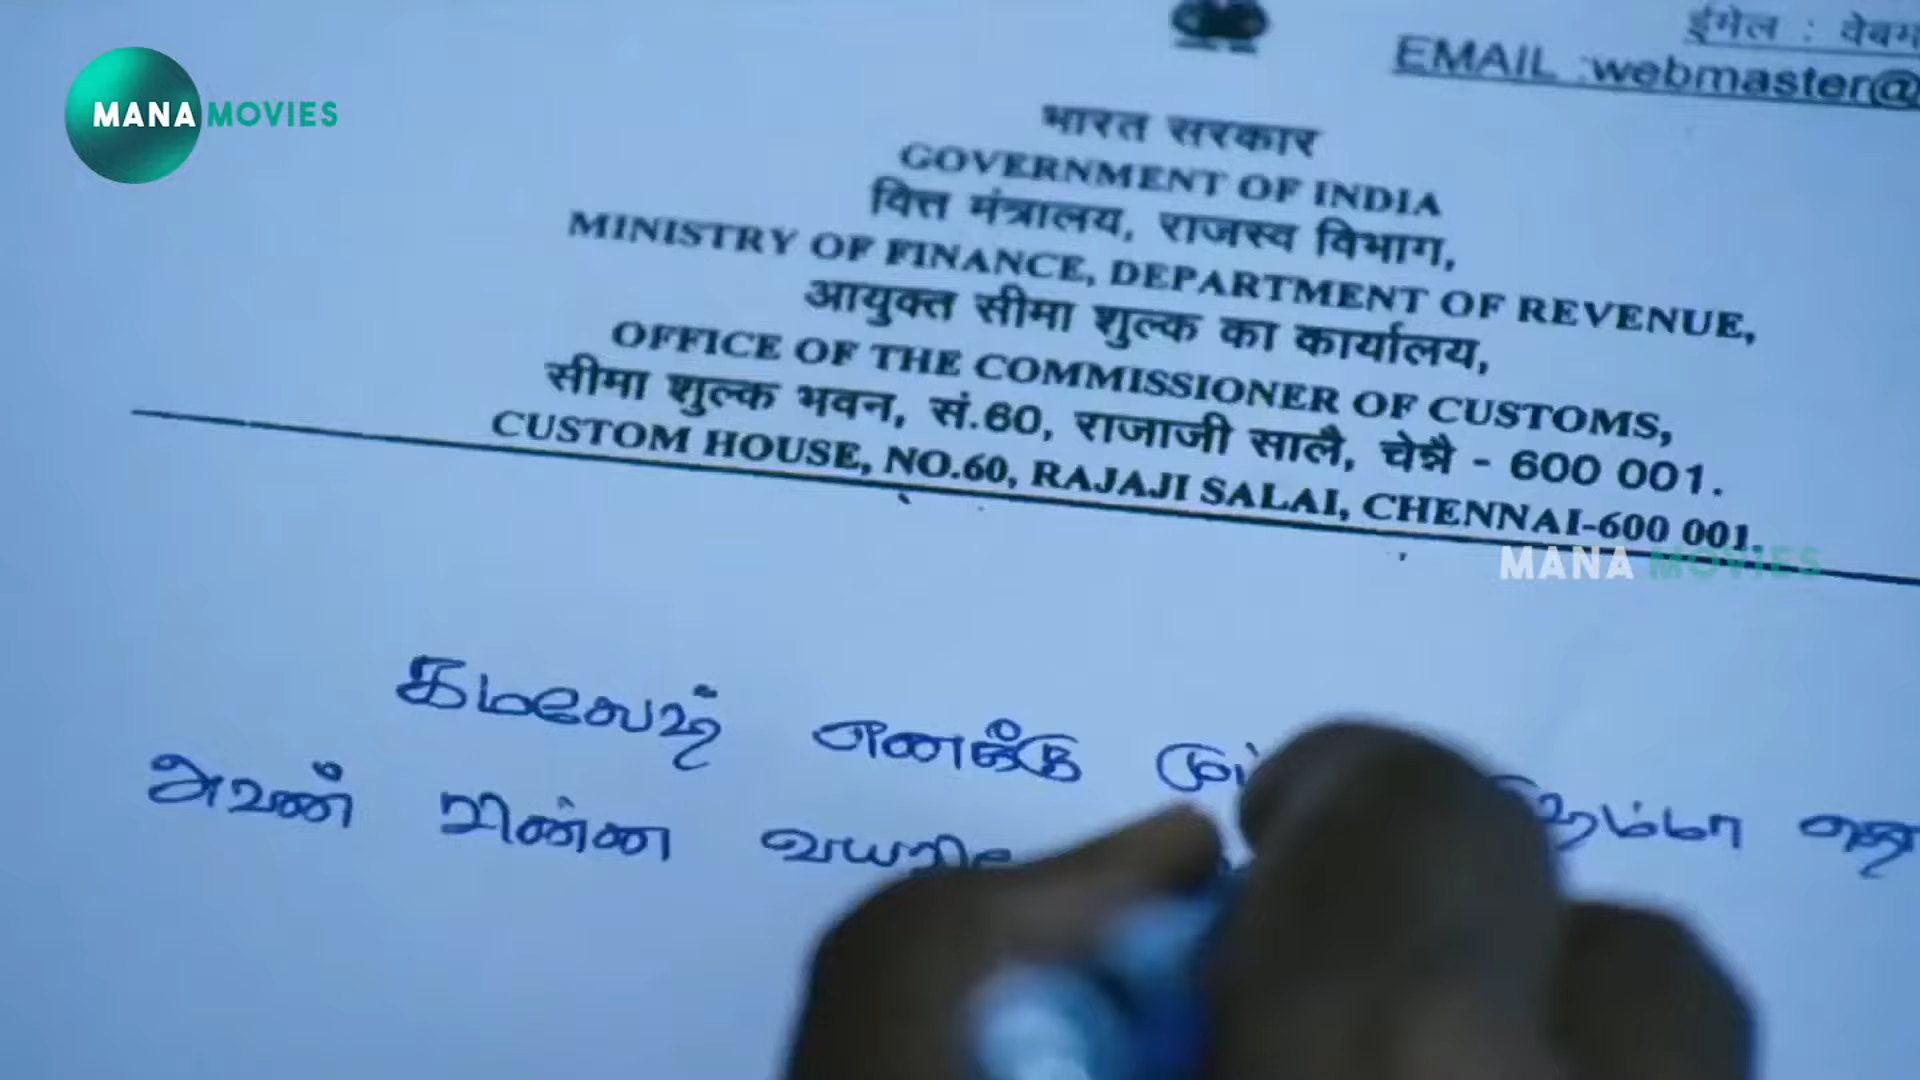 MANA MOVIES
ईमेल :
EMAIL :webmaster@
भारत सरकार
GOVERNMENT OF INDIA
वित्त मंत्रालय, राजस्व विभाग,
MINISTRY OF FINANCE, DEPARTMENT OF REVENUE,
आयुक्त सीमा शुल्क का कार्यालय,
OFFICE OF THE COMMISSIONER OF CUSTOMS,
सीमा शुल्क भवन, सं.60, राजाजी सालै, चेन्नै - 600 001.
CUSTOM HOUSE, NO.60, RAJAJI SALAI, CHENNAI-600 001.
MANA MOVIES
கமலேஷ் எனக்கு
அவன் சின்ன